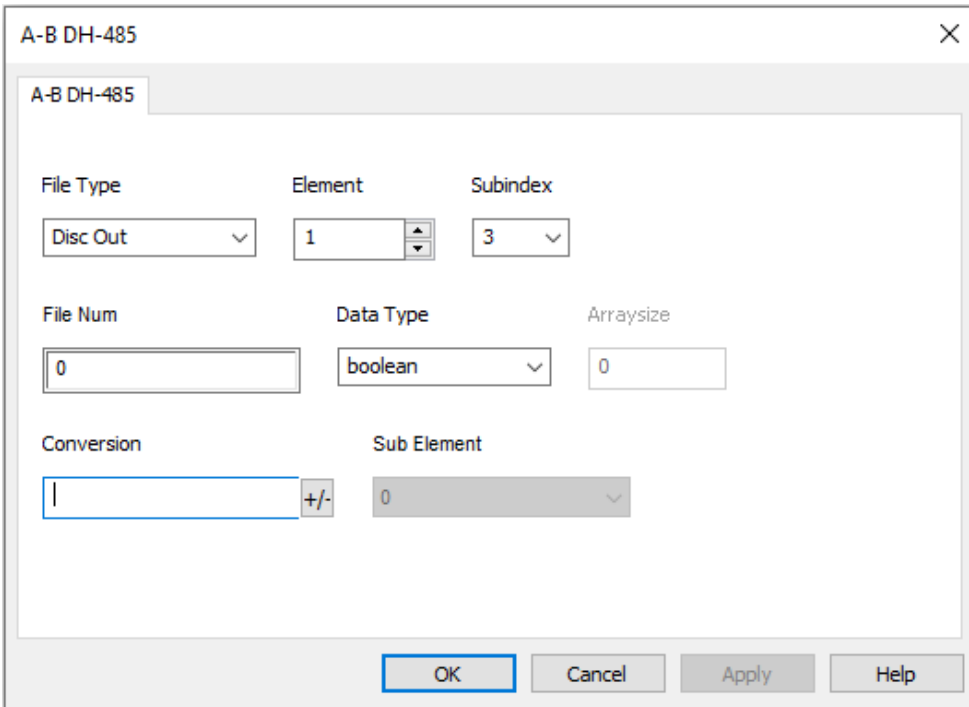 A-B DH-485
A-B DH-485
File Type Element Subindex
Disc Out 1 3
File Num Data Type Arraysize
0 boolean 0
Conversion Sub Element
+/- 0
OK Cancel Apply Help